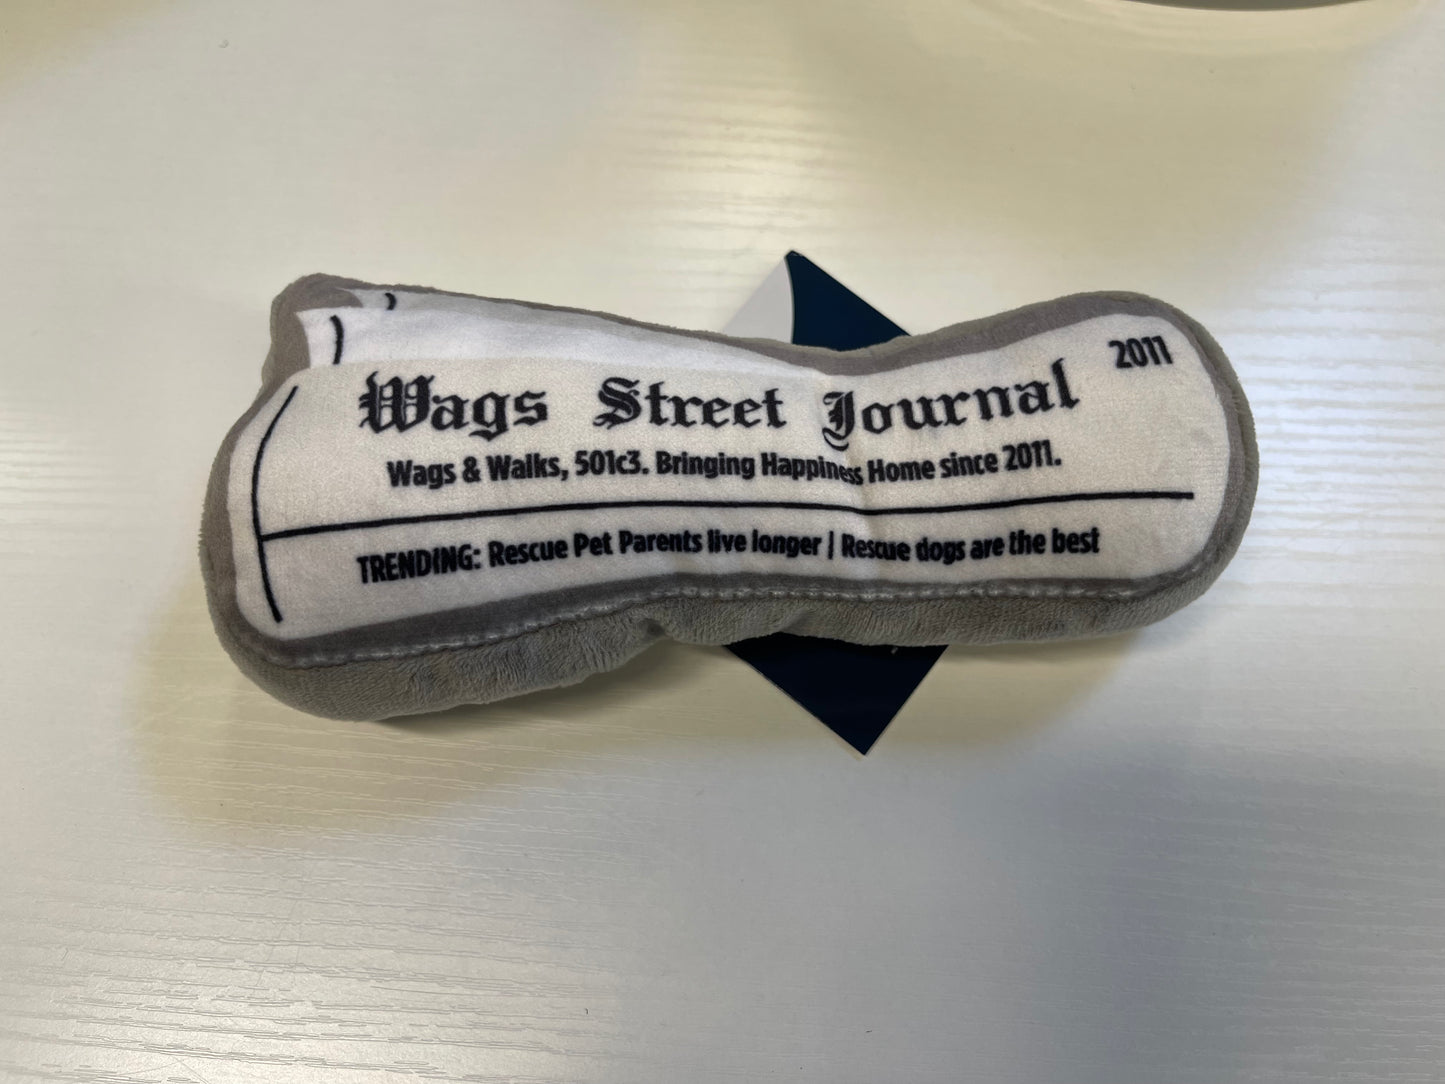 2011
Wags Street Journal
Wags & Walks, 501c3. Bringing Happiness Home since 2011.
TRENDING: Rescue Pet Parents live longer | Rescue dogs are the best